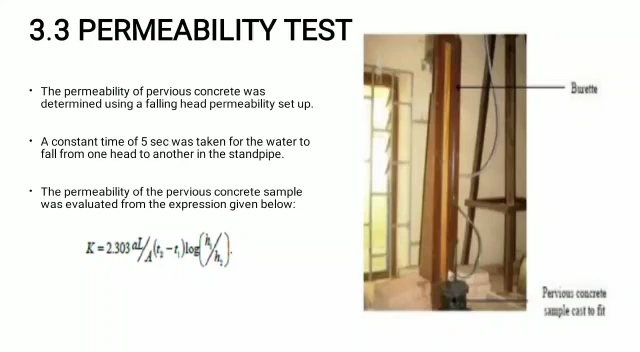 3.3 PERMEABILITY TEST
• The permeability of pervious concrete was
determined using a falling head permeability set up.
• A constant time of 5 sec was taken for the water to
fall from one head to another in the standpipe.
• The permeability of the pervious concrete sample
was evaluated from the expression given below:
K = 2.303 aL/A (t₂ − t₁) log(h₁/h₂).
Burette
Pervious concrete
sample cast to fit